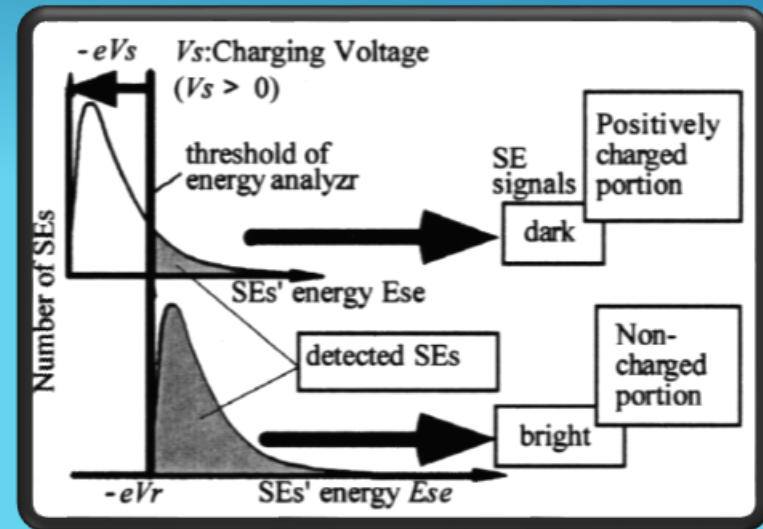 -eVs
Vs:Charging Voltage
(Vs > 0)
threshold of
energy analyzr
SE
signals
dark
Positively
charged
portion
Number of SEs
SEs' energy Ese
detected SEs
bright
Non-
charged
portion
-eVr
SEs' energy Ese